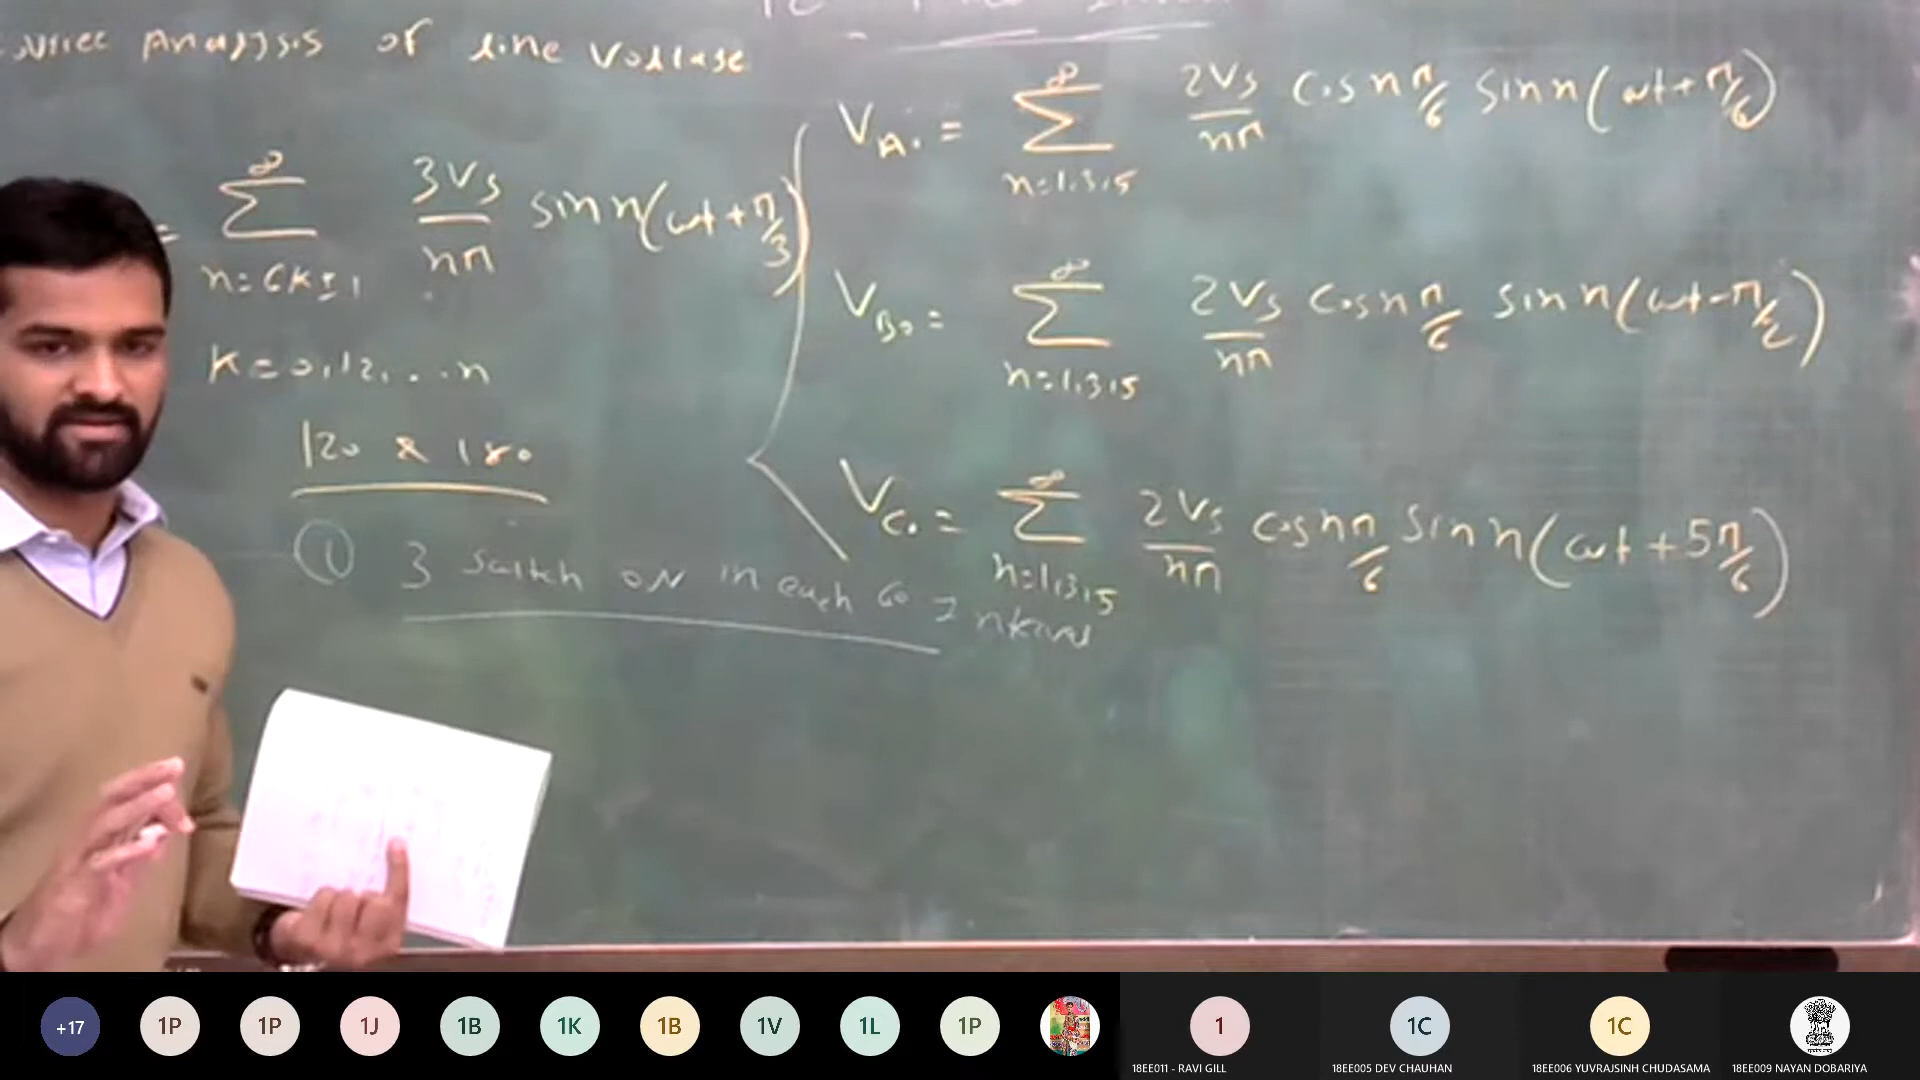 Analysis of line Voltage
= ∞ Σ n=6k±1 3Vs/nπ sin n(ωt+π/3)
K=0,1,2,...n
120 & 180
① 3 switch ON in each 60 Interval
VA0 = ∞ Σ n=1,3,5 2Vs/nπ Cos nπ/6 sin n(ωt+π/6)
VB0 = ∞ Σ n=1,3,5 2Vs/nπ Cos nπ/6 sin n(ωt-π/2)
VC0 = ∞ Σ n=1,3,5 2Vs/nπ Cos nπ/6 sin n(ωt+5π/6)
+17 1P 1P 1J 1B 1K 1B 1V 1L 1P 1 1C 1C
18EE011 - RAVI GILL 18EE005 DEV CHAUHAN 18EE006 YUVRAJSINH CHUDASAMA 18EE009 NAYAN DOBARIYA